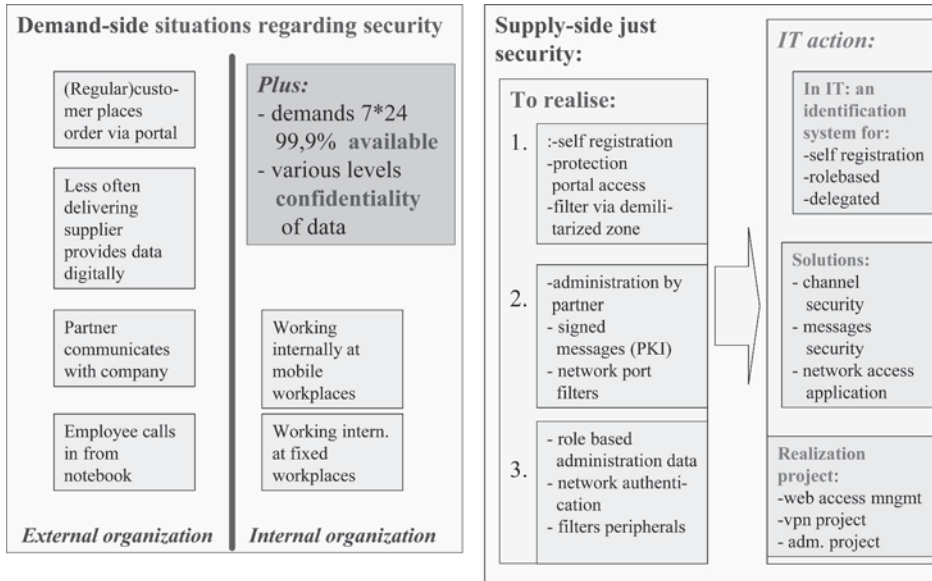 Demand-side situations regarding security
(Regular)custo-
mer places
order via portal
Less often
delivering
supplier
provides data
digitally
Partner
communicates
with company
Employee calls
in from
notebook
External organization
Plus:
- demands 7*24
99,9% available
- various levels
confidentiality
of data
Working
internally at
mobile
workplaces
Working intern.
at fixed
workplaces
Internal organization
Supply-side just
security:
To realise:
1.
:-self registration
-protection
portal access
-filter via demili-
tarized zone
2.
-administration by
partner
- signed
messages (PKI)
- network port
filters
3.
- role based
administration data
- network authenti-
cation
- filters peripherals
IT action:
In IT: an
identification
system for:
-self registration
-rolebased
-delegated
Solutions:
- channel
security
- messages
security
- network access
application
Realization
project:
-web access mngmt
-vpn project
- adm. project